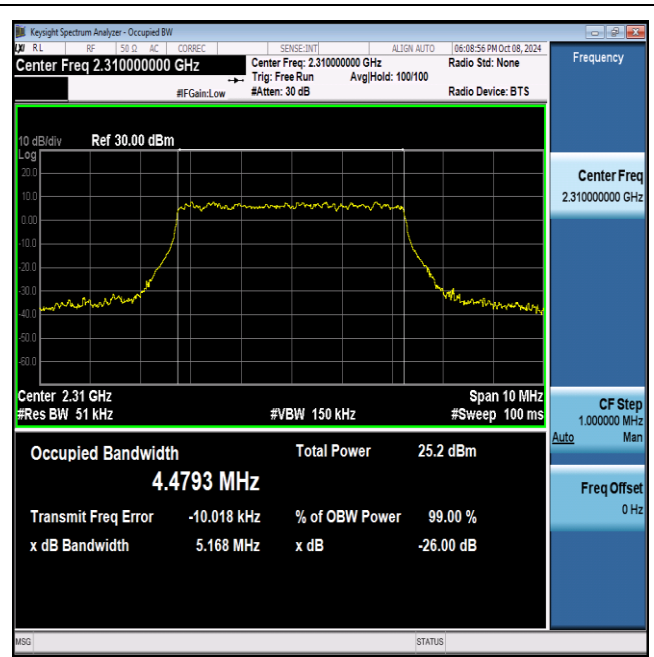 Keysight Spectrum Analyzer - Occupied BW
LXI RL RF 50 Ω AC CORREC SENSE:INT ALIGN AUTO 06:08:56 PM Oct 08, 2024
Center Freq 2.310000000 GHz
Center Freq: 2.310000000 GHz Radio Std: None
Trig: Free Run Avg|Hold: 100/100
#IFGain:Low #Atten: 30 dB Radio Device: BTS
Frequency
10 dB/div Ref 30.00 dBm
Log
20.0
10.0
0.00
-10.0
-20.0
-30.0
-40.0
-50.0
-60.0
Center 2.31 GHz Span 10 MHz
#Res BW 51 kHz #VBW 150 kHz #Sweep 100 ms
Occupied Bandwidth Total Power 25.2 dBm
4.4793 MHz
Transmit Freq Error -10.018 kHz % of OBW Power 99.00 %
x dB Bandwidth 5.168 MHz x dB -26.00 dB
Center Freq
2.310000000 GHz
CF Step
1.000000 MHz
Auto Man
Freq Offset
0 Hz
MSG STATUS